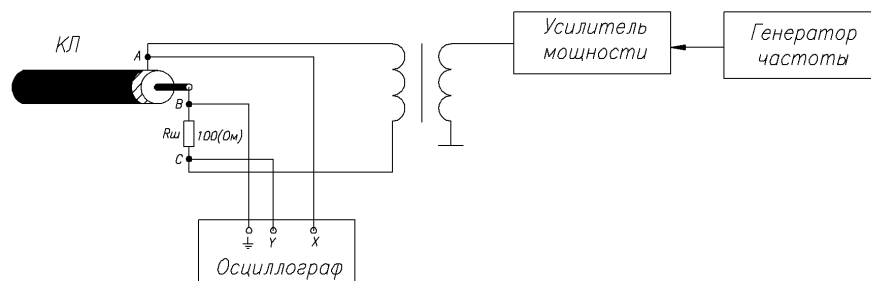 КЛ
A
B
Rш 100(Ом)
C
Усилитель
мощности
Генератор
частоты
Y
X
Осциллограф